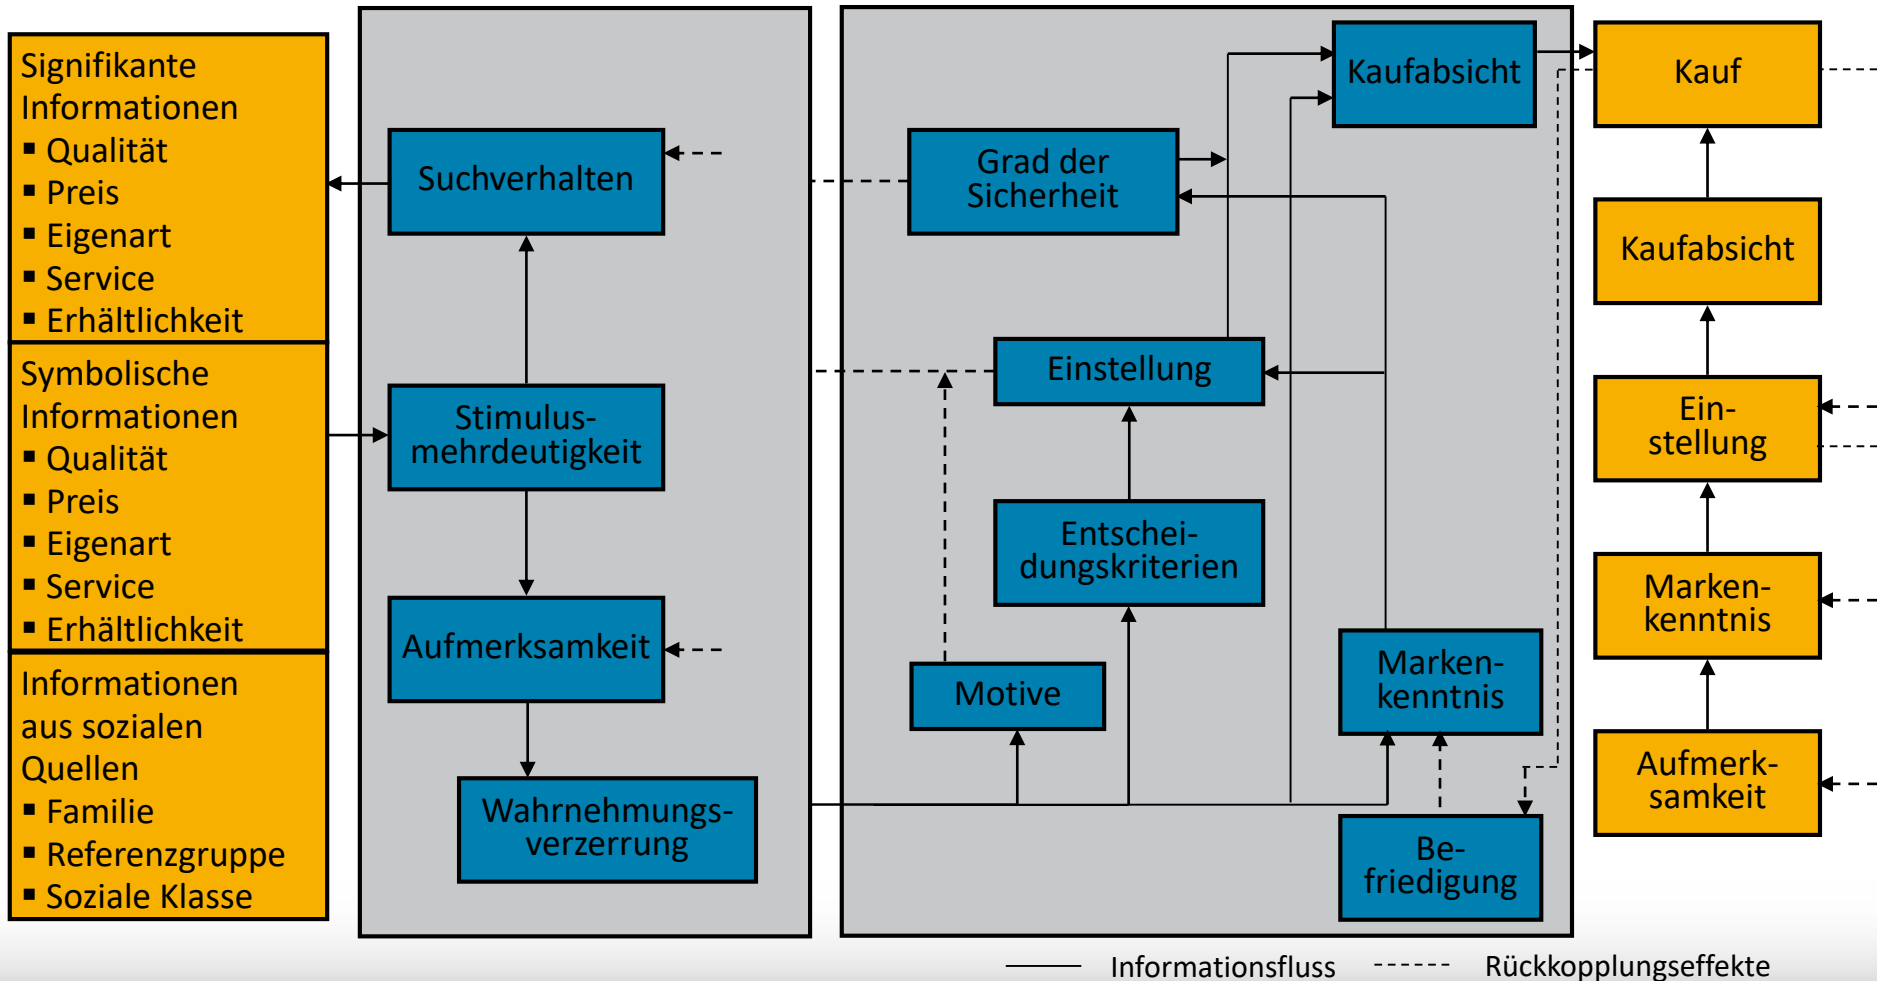 Signifikante
Informationen
▪ Qualität
▪ Preis
▪ Eigenart
▪ Service
▪ Erhältlichkeit
Symbolische
Informationen
▪ Qualität
▪ Preis
▪ Eigenart
▪ Service
▪ Erhältlichkeit
Informationen
aus sozialen
Quellen
▪ Familie
▪ Referenzgruppe
▪ Soziale Klasse
Suchverhalten
Stimulus-
mehrdeutigkeit
Aufmerksamkeit
Wahrnehmungs-
verzerrung
Kaufabsicht
Grad der
Sicherheit
Einstellung
Entschei-
dungskriterien
Motive
Marken-
kenntnis
Be-
friedigung
Kauf
Kaufabsicht
Ein-
stellung
Marken-
kenntnis
Aufmerk-
samkeit
Informationsfluss
Rückkopplungseffekte